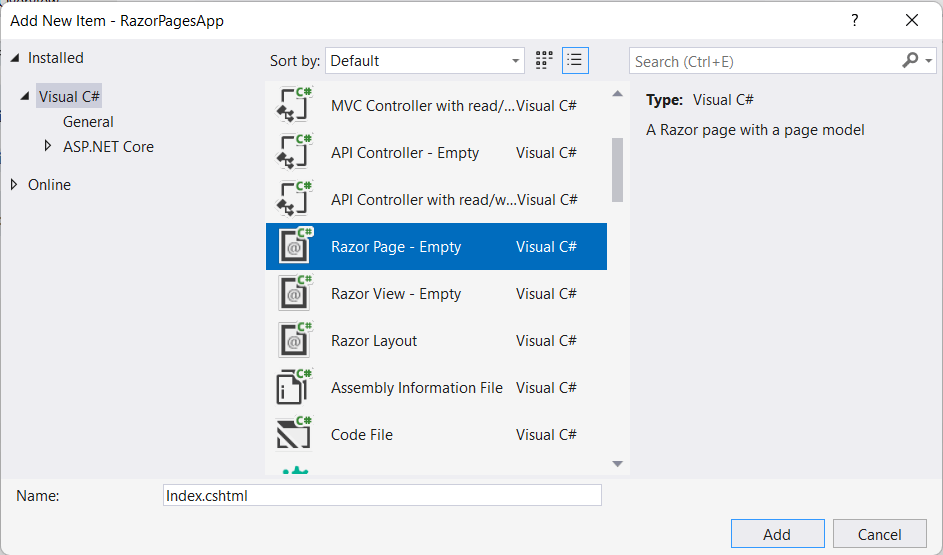 Add New Item - RazorPagesApp
?
Installed
Visual C#
General
ASP.NET Core
Online
Sort by: Default
Search (Ctrl+E)
C# MVC Controller with read/... Visual C#
C# API Controller - Empty Visual C#
C# API Controller with read/w... Visual C#
C# @ Razor Page - Empty Visual C#
C# @ Razor View - Empty Visual C#
C# @ Razor Layout Visual C#
C# Assembly Information File Visual C#
C# Code File Visual C#
Type: Visual C#
A Razor page with a page model
Name: Index.cshtml
Add Cancel